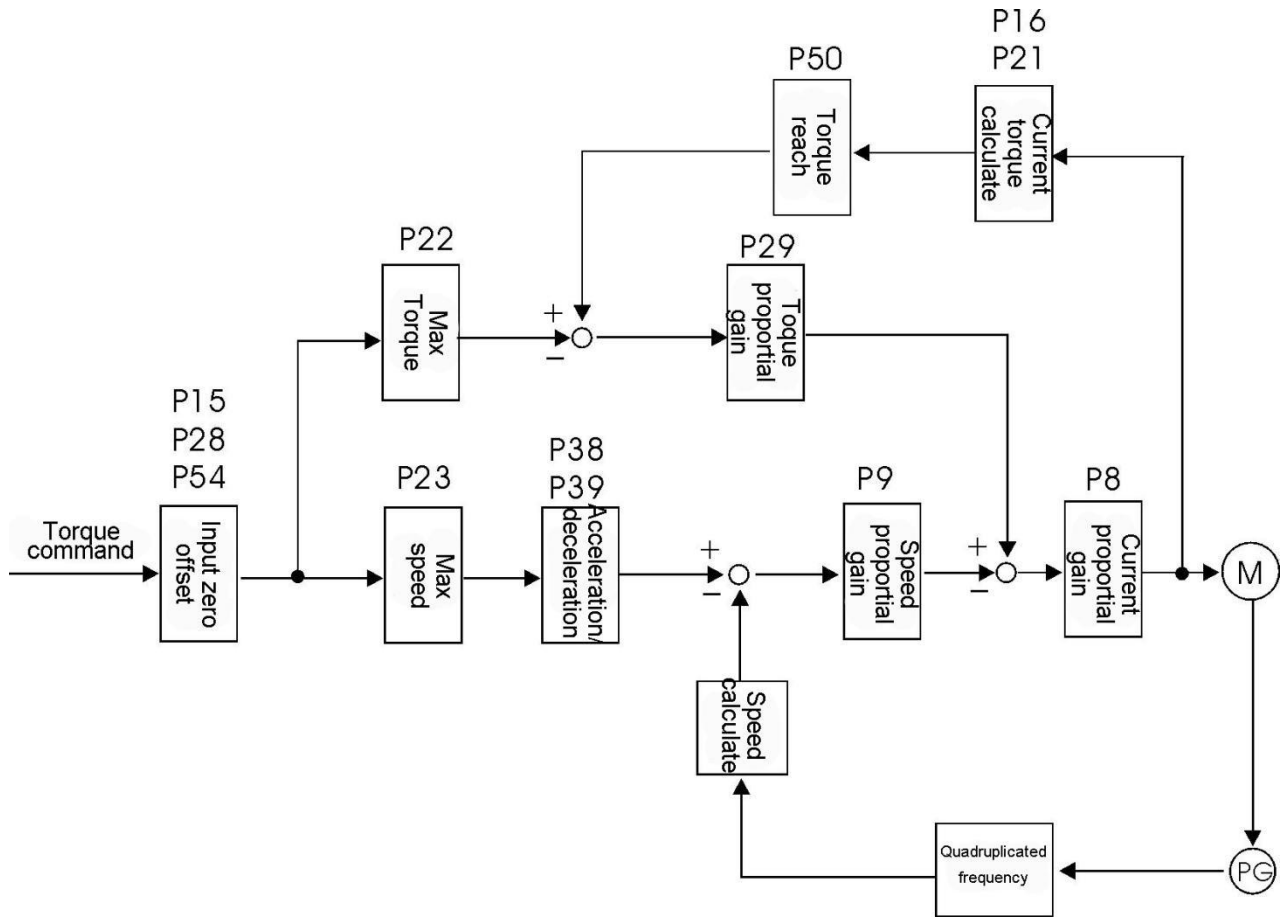 P16
P21
P50
Current
torque
calculate
Torque
reach
P22
P29
Max
Torque
+
−
Toque
proportial
gain
P15
P28
P54
P23
P38
P39
P9
P8
Torque
command
Input zero
offset
Max
speed
Acceleration/
deceleration
+
−
Speed
proportial
gain
+
−
Current
proportial
gain
M
Speed
calculate
Quadruplicated
frequency
PG